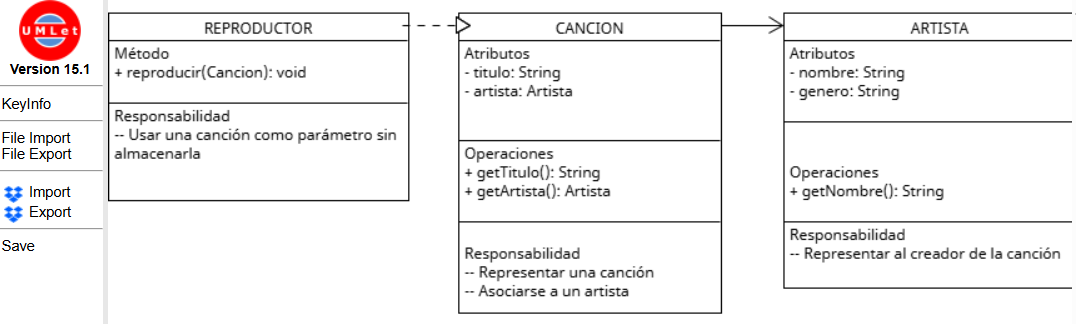 UMLet
Version 15.1
KeyInfo
File Import
File Export
Import
Export
Save
REPRODUCTOR
Método
+ reproducir(Cancion): void
Responsabilidad
-- Usar una canción como parámetro sin
almacenarla
CANCION
Atributos
- titulo: String
- artista: Artista
Operaciones
+ getTitulo(): String
+ getArtista(): Artista
Responsabilidad
-- Representar una canción
-- Asociarse a un artista
ARTISTA
Atributos
- nombre: String
- genero: String
Operaciones
+ getNombre(): String
Responsabilidad
-- Representar al creador de la canción